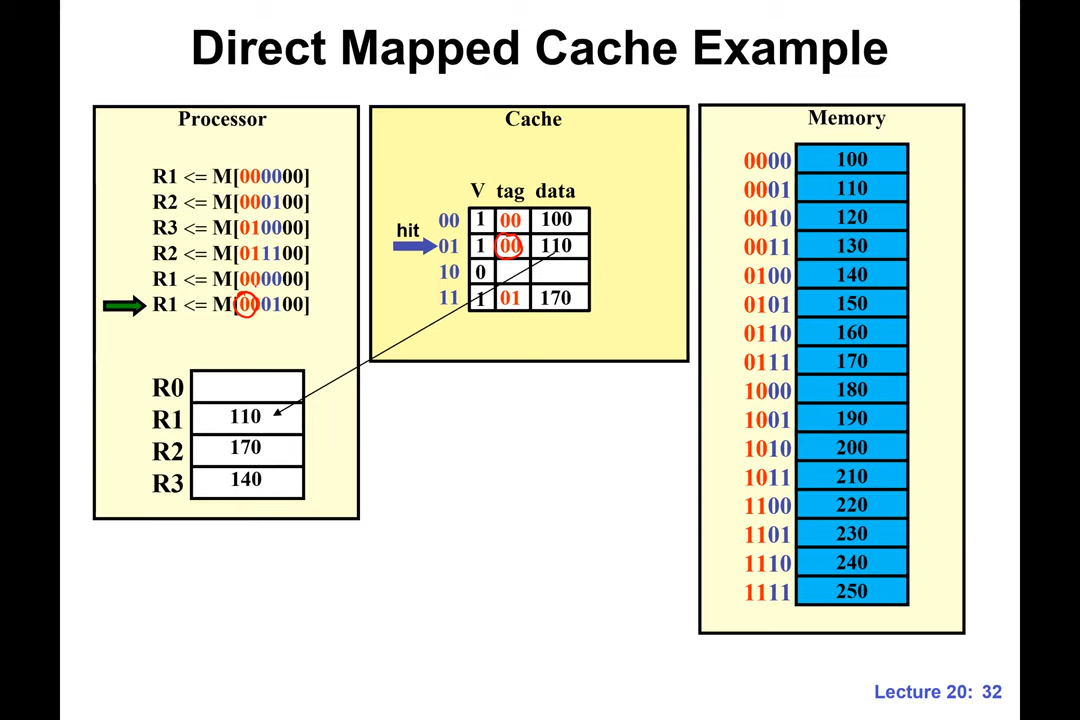 Direct Mapped Cache Example
Processor
R1 <= M[000000]
R2 <= M[000100]
R3 <= M[010000]
R2 <= M[011100]
R1 <= M[000000]
R1 <= M[000100]
R0
R1 110
R2 170
R3 140
Cache
V tag data
00 1 00 100
hit
01 1 00 110
10 0
11 1 01 170
Memory
0000 100
0001 110
0010 120
0011 130
0100 140
0101 150
0110 160
0111 170
1000 180
1001 190
1010 200
1011 210
1100 220
1101 230
1110 240
1111 250
Lecture 20: 32